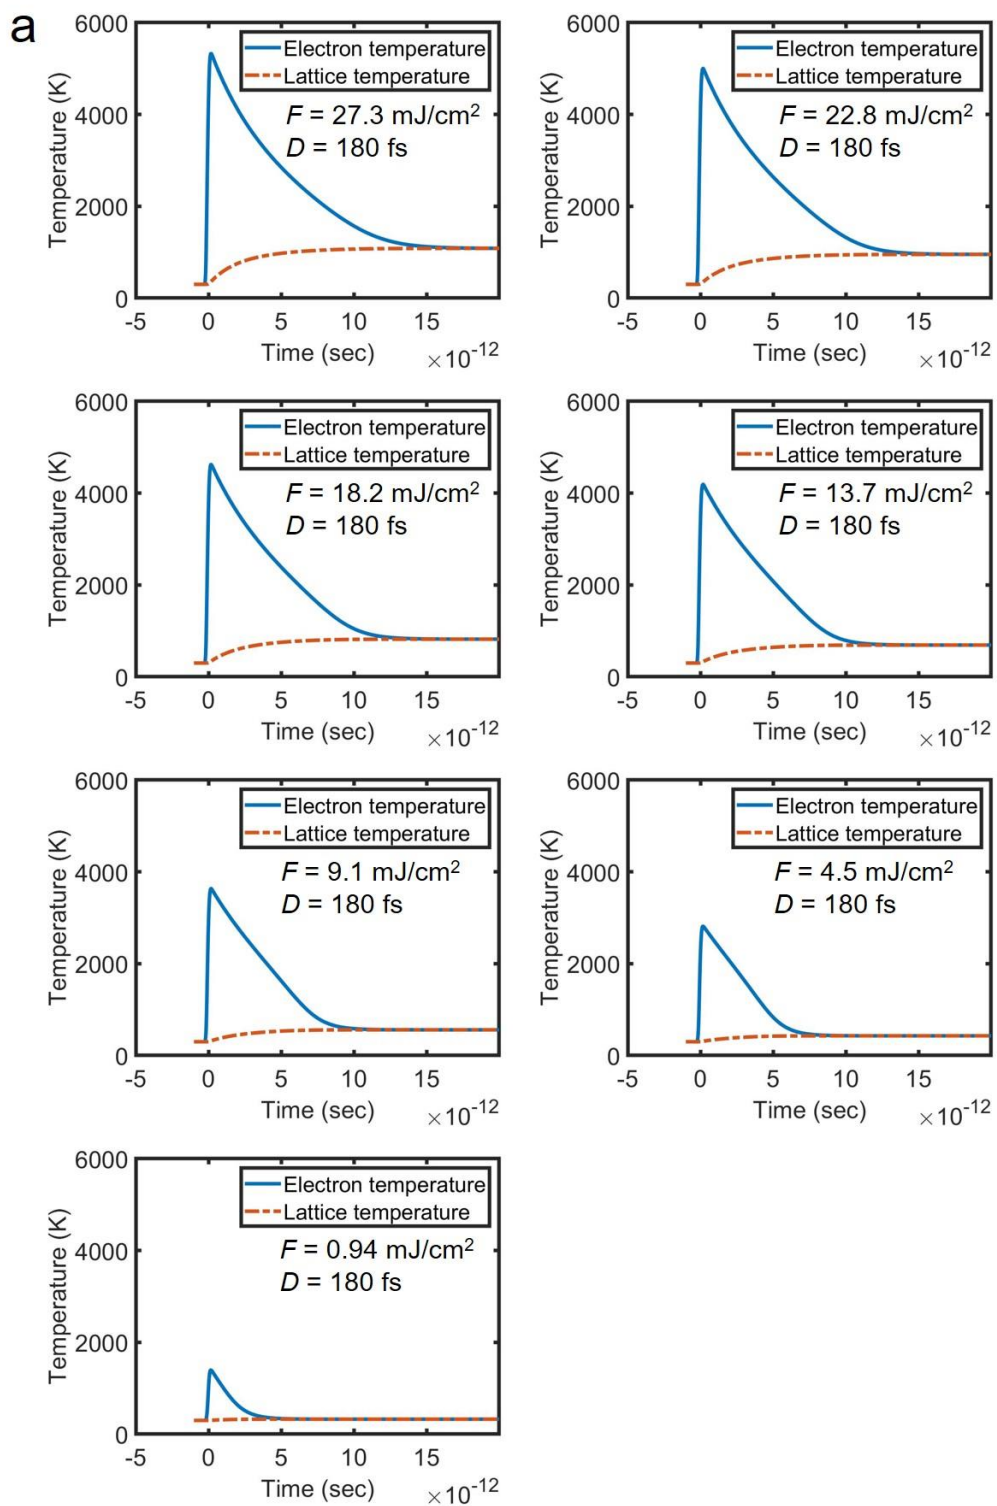 a
6000
4000
2000
0
Temperature (K)
Electron temperature
Lattice temperature
F = 27.3 mJ/cm²
D = 180 fs
-5 0 5 10 15
Time (sec)
×10⁻¹²
6000
4000
2000
0
Temperature (K)
Electron temperature
Lattice temperature
F = 22.8 mJ/cm²
D = 180 fs
-5 0 5 10 15
Time (sec)
×10⁻¹²
6000
4000
2000
0
Temperature (K)
Electron temperature
Lattice temperature
F = 18.2 mJ/cm²
D = 180 fs
-5 0 5 10 15
Time (sec)
×10⁻¹²
6000
4000
2000
0
Temperature (K)
Electron temperature
Lattice temperature
F = 13.7 mJ/cm²
D = 180 fs
-5 0 5 10 15
Time (sec)
×10⁻¹²
6000
4000
2000
0
Temperature (K)
Electron temperature
Lattice temperature
F = 9.1 mJ/cm²
D = 180 fs
-5 0 5 10 15
Time (sec)
×10⁻¹²
6000
4000
2000
0
Temperature (K)
Electron temperature
Lattice temperature
F = 4.5 mJ/cm²
D = 180 fs
-5 0 5 10 15
Time (sec)
×10⁻¹²
6000
4000
2000
0
Temperature (K)
Electron temperature
Lattice temperature
F = 0.94 mJ/cm²
D = 180 fs
-5 0 5 10 15
Time (sec)
×10⁻¹²